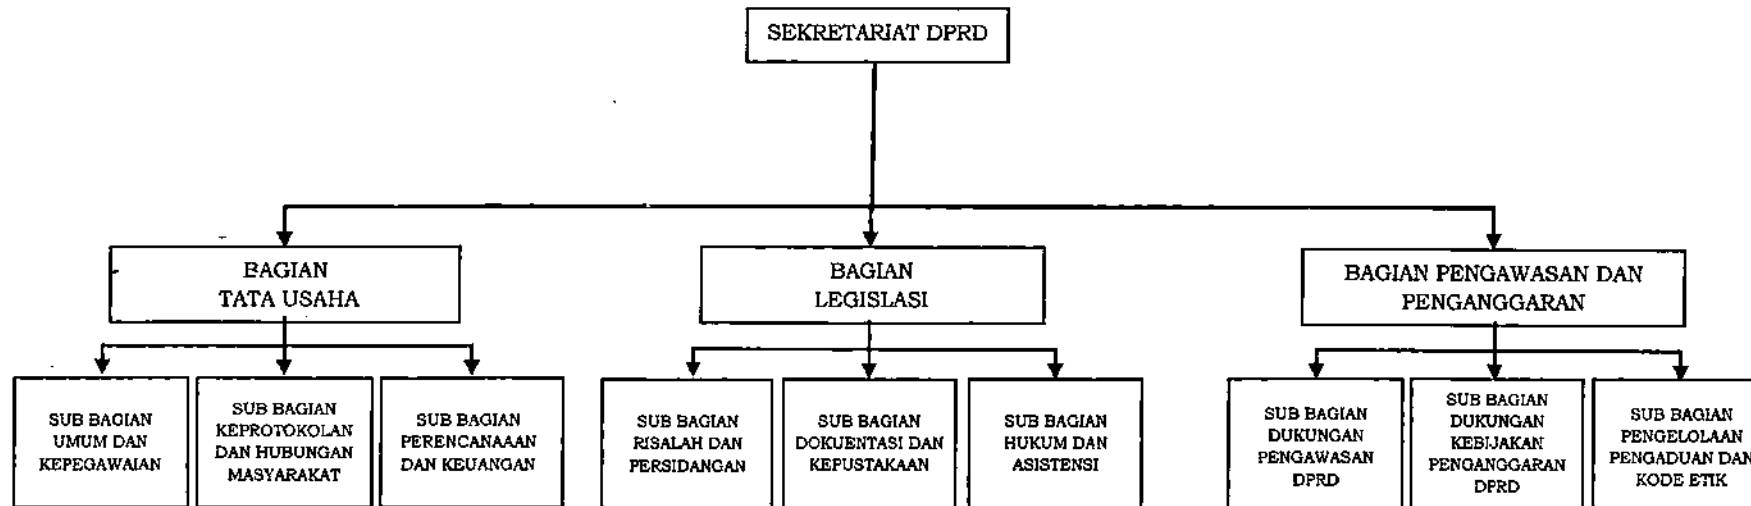 SEKRETARIAT DPRD
BAGIAN
TATA USAHA
BAGIAN
LEGISLASI
BAGIAN PENGAWASAN DAN
PENGANGGARAN
SUB BAGIAN
UMUM DAN
KEPEGAWAIAN
SUB BAGIAN
KEPROTOKOLAN
DAN HUBUNGAN
MASYARAKAT
SUB BAGIAN
PERENCANAAAN
DAN KEUANGAN
SUB BAGIAN
RISALAH DAN
PERSIDANGAN
SUB BAGIAN
DOKUENTASI DAN
KEPUSTAKAAN
SUB BAGIAN
HUKUM DAN
ASISTENSI
SUB BAGIAN
DUKUNGAN
PENGAWASAN
DPRD
SUB BAGIAN
DUKUNGAN
KEBIJAKAN
PENGANGGARAN
DPRD
SUB BAGIAN
PENGELOLAAN
PENGADUAN DAN
KODE ETIK